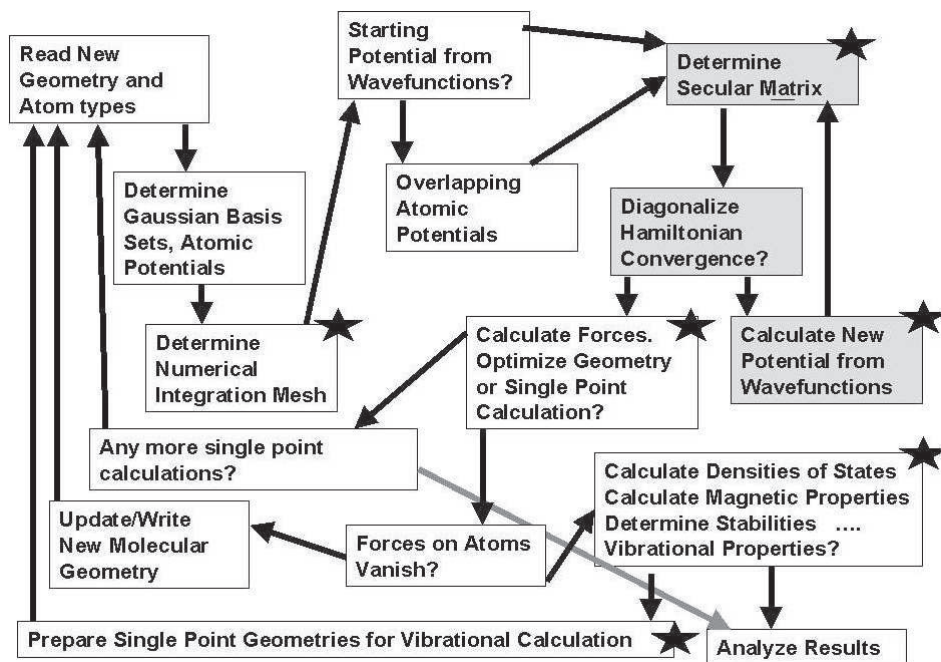 Read New
Geometry and
Atom types
Starting
Potential from
Wavefunctions?
Determine
Secular Matrix
Determine
Gaussian Basis
Sets, Atomic
Potentials
Overlapping
Atomic
Potentials
Diagonalize
Hamiltonian
Convergence?
Determine
Numerical
Integration Mesh
Calculate Forces.
Optimize Geometry
or Single Point
Calculation?
Calculate New
Potential from
Wavefunctions
Any more single point
calculations?
Calculate Densities of States
Calculate Magnetic Properties
Determine Stabilities ....
Vibrational Properties?
Update/Write
New Molecular
Geometry
Forces on Atoms
Vanish?
Prepare Single Point Geometries for Vibrational Calculation
Analyze Results